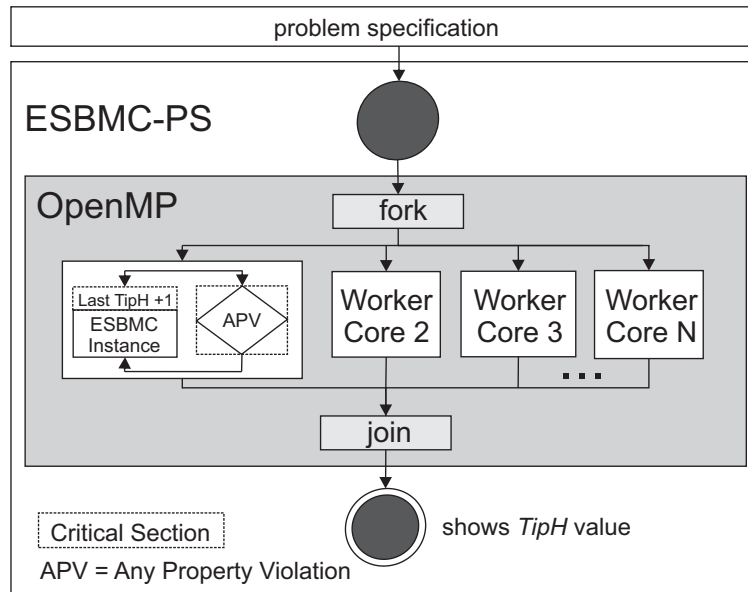 problem specification
ESBMC-PS
OpenMP
fork
Last TipH +1
ESBMC
Instance
APV
Worker
Core 2
Worker
Core 3
Worker
Core N
...
join
Critical Section
shows TipH value
APV = Any Property Violation